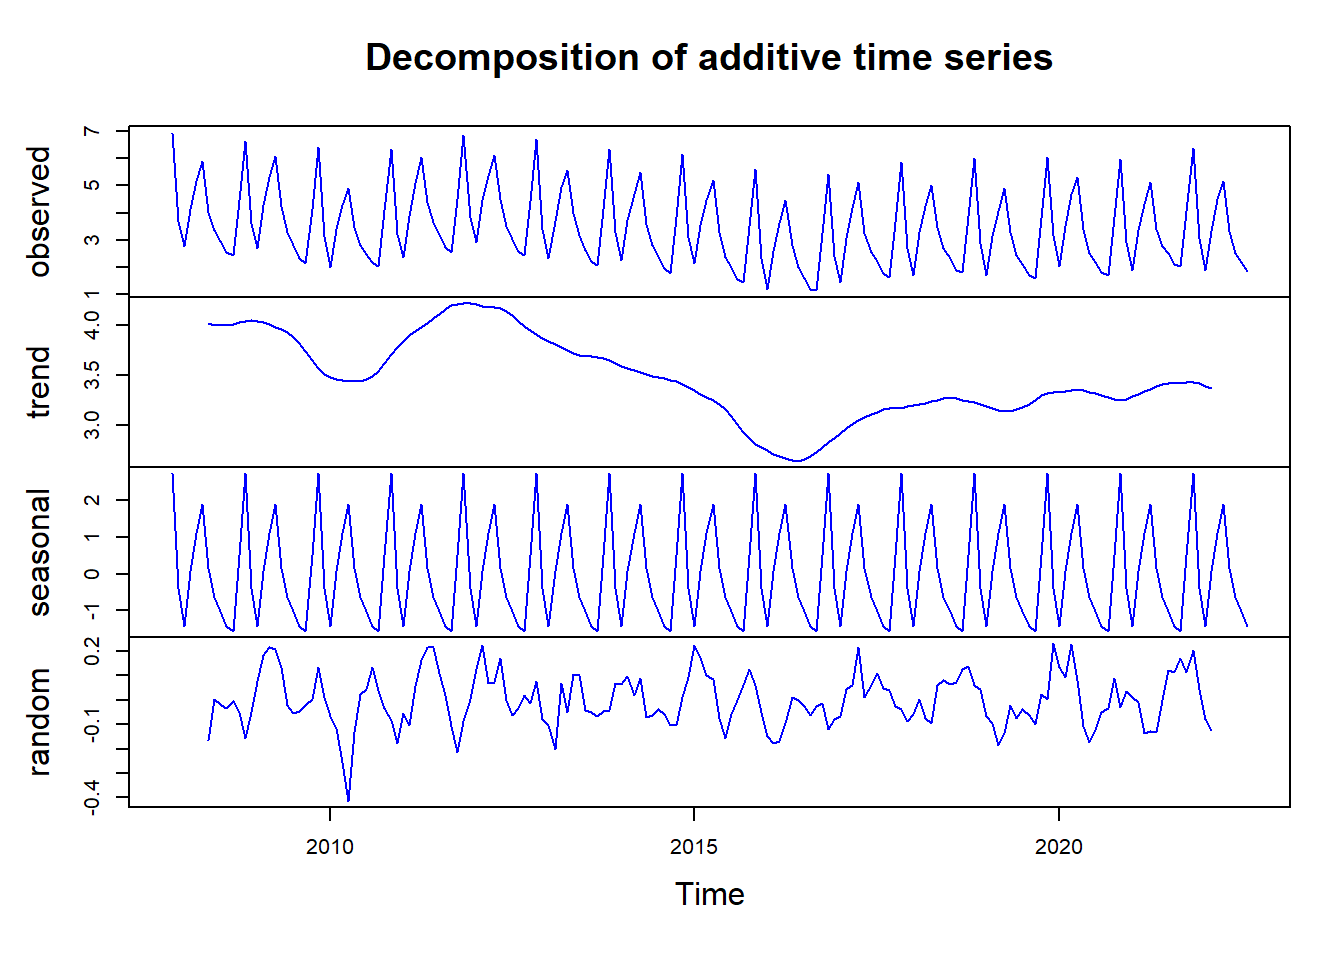 Decomposition of additive time series
observed
7
5
3
1
trend
4.0
3.5
3.0
seasonal
2
1
0
-1
random
0.2
-0.1
-0.4
2010 2015 2020
Time